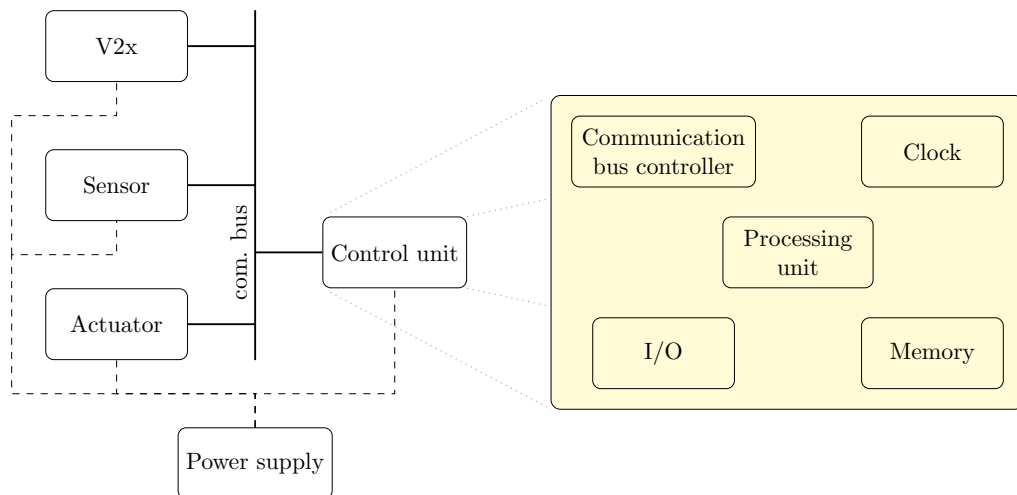 V2x
Sensor
Actuator
com. bus
Control unit
Power supply
Communication
bus controller
Clock
Processing
unit
I/O
Memory